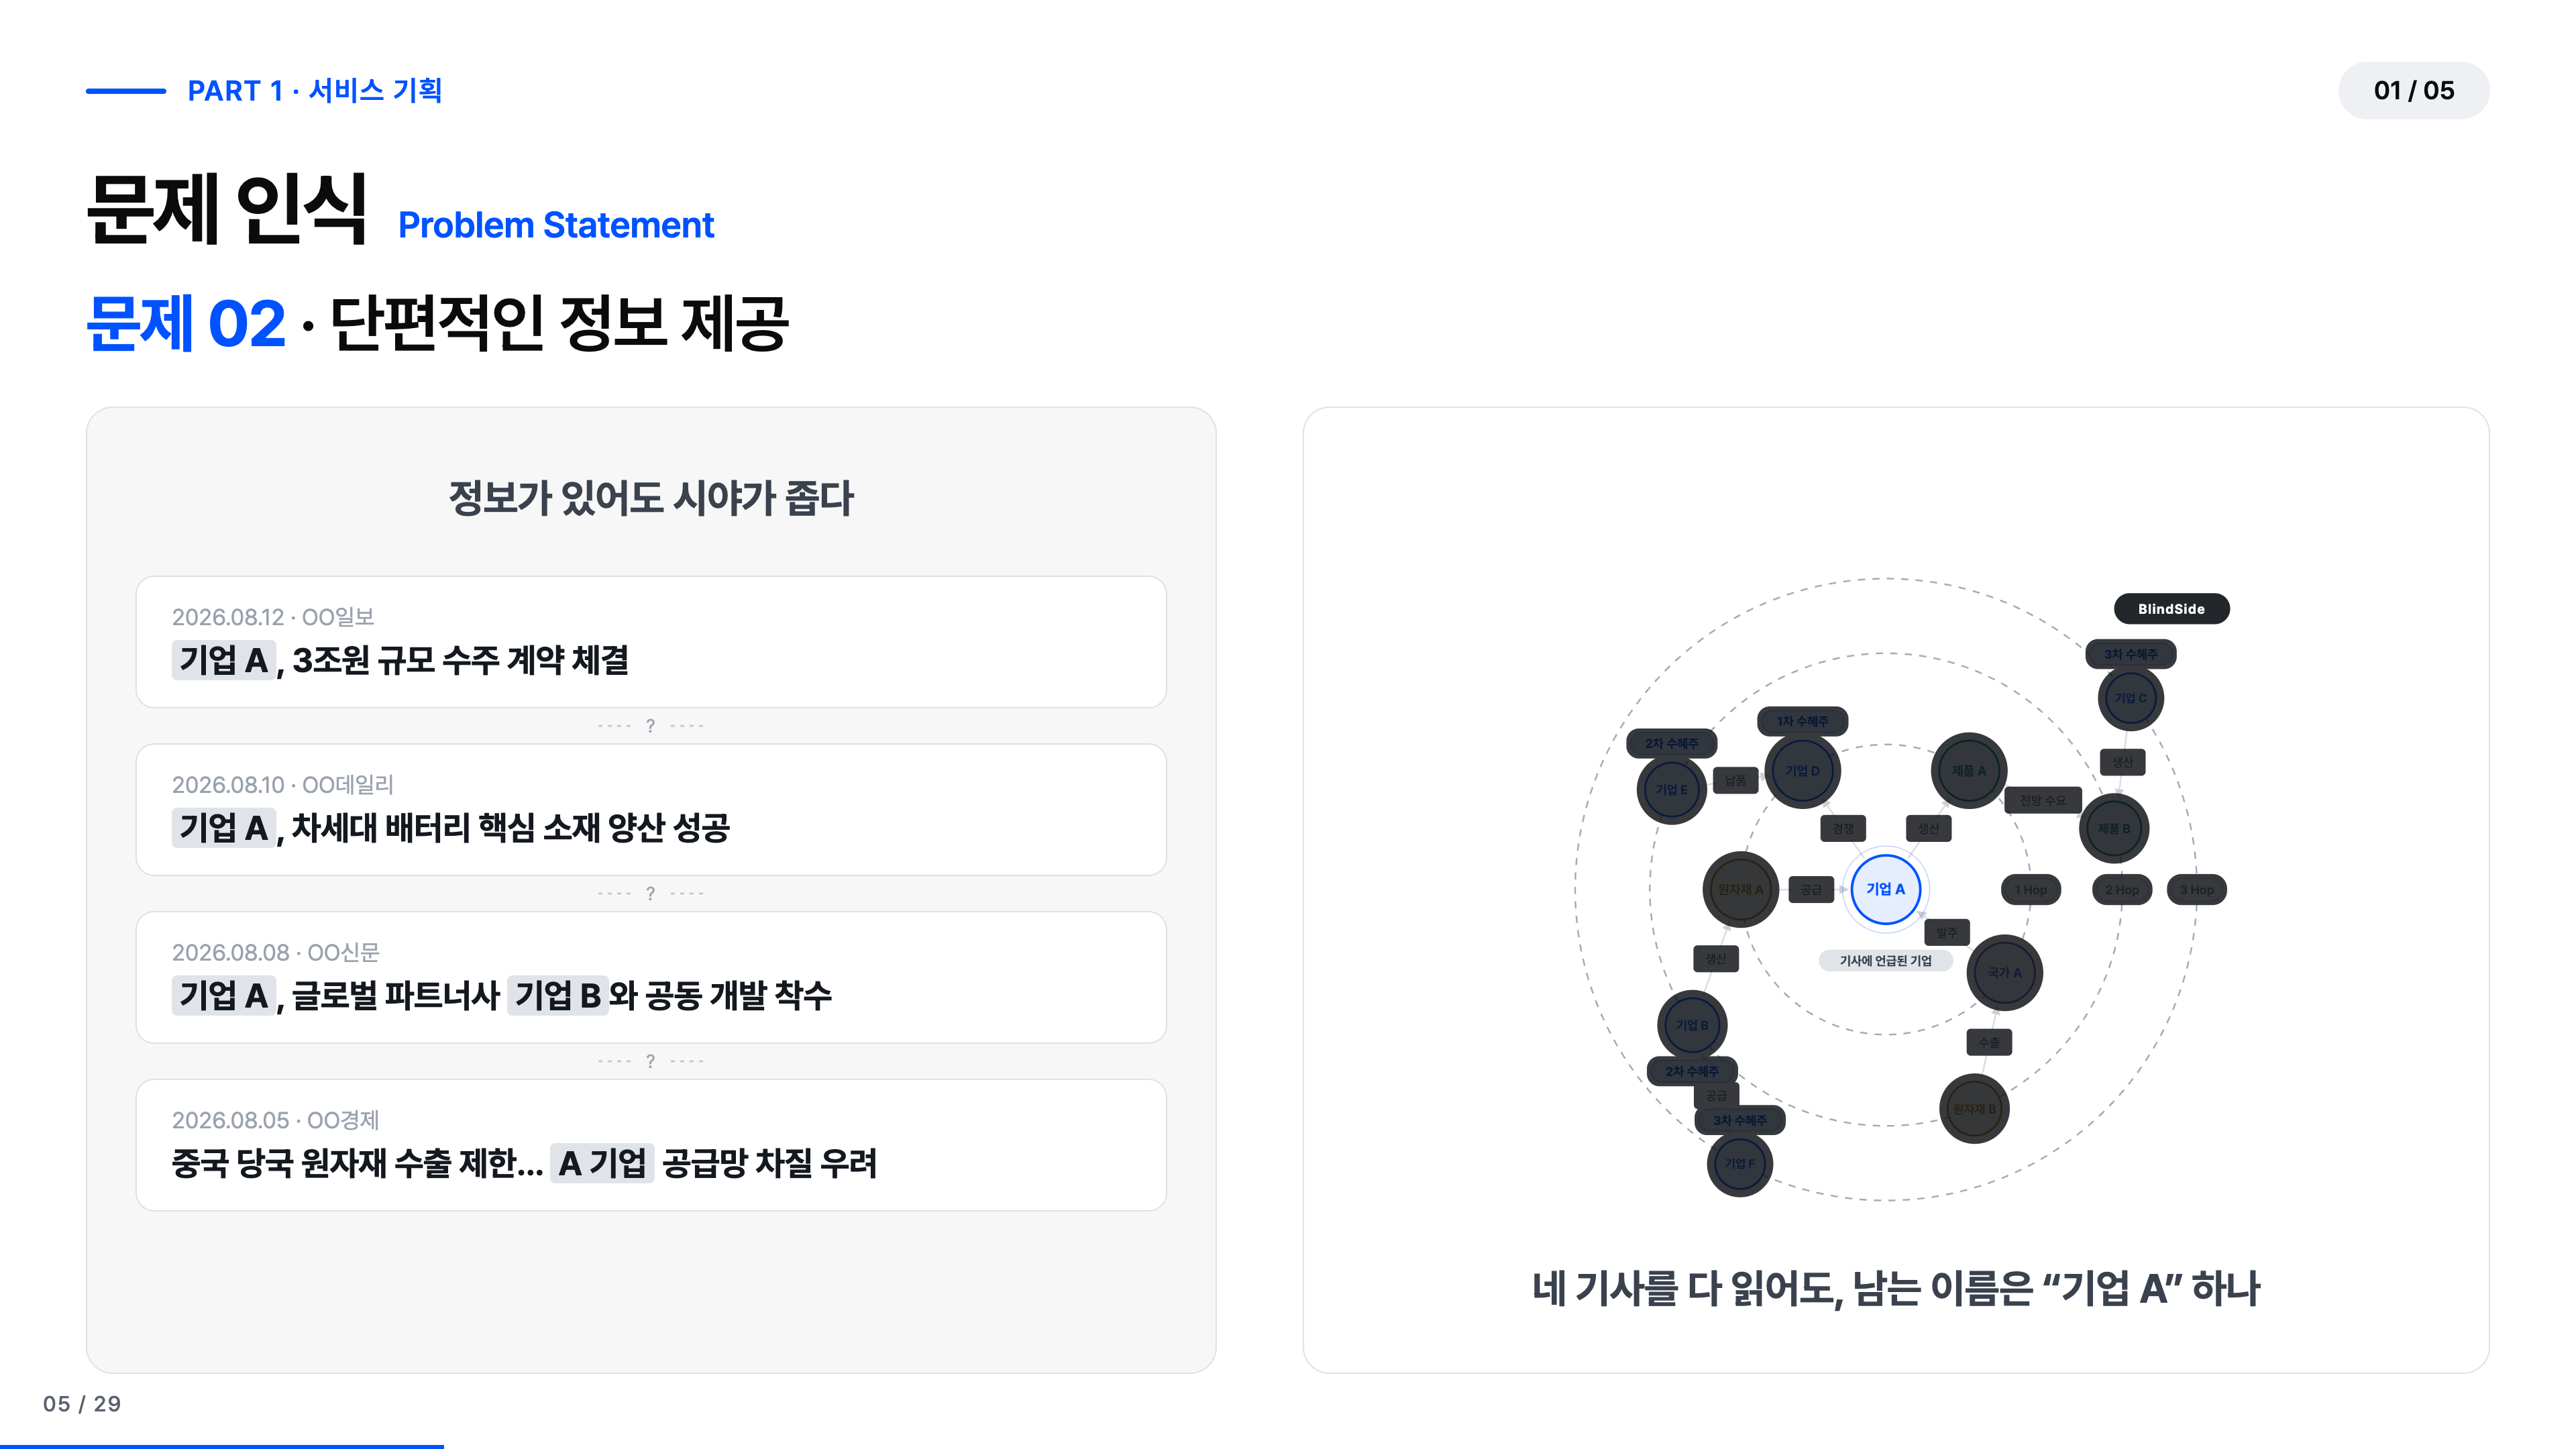 PART 1 · 서비스 기획
01 / 05
문제 인식 Problem Statement
문제 02 · 단편적인 정보 제공
정보가 있어도 시야가 좁다
2026.08.12 · OO일보
기업 A, 3조원 규모 수주 계약 체결
?
2026.08.10 · OO데일리
기업 A, 차세대 배터리 핵심 소재 양산 성공
?
2026.08.08 · OO신문
기업 A, 글로벌 파트너사 기업 B와 공동 개발 착수
?
2026.08.05 · OO경제
중국 당국 원자재 수출 제한... A 기업 공급망 차질 우려
BlindSide
3차 수혜주
기업 C
1차 수혜주
2차 수혜주
기업 D
제품 A
생산
기업 E
납품
전방 수요
경쟁
생산
제품 B
원자재 A
공급
기업 A
1 Hop
2 Hop
3 Hop
발주
기사에 언급된 기업
생산
국가 A
기업 B
수출
2차 수혜주
공급
3차 수혜주
원자재 B
기업 F
네 기사를 다 읽어도, 남는 이름은 “기업 A” 하나
05 / 29